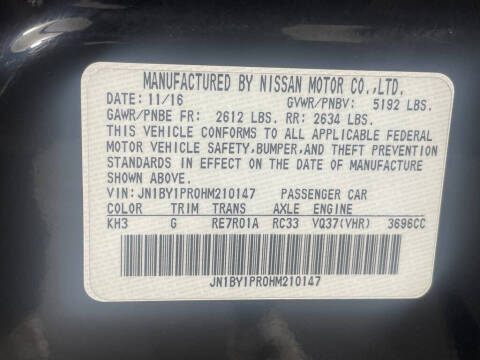 MANUFACTURED BY NISSAN MOTOR CO.,LTD.
DATE: 11/16 GVWR/PNBV: 5192 LBS.
GAWR/PNBE FR: 2612 LBS. RR: 2634 LBS.
THIS VEHICLE CONFORMS TO ALL APPLICABLE FEDERAL
MOTOR VEHICLE SAFETY,BUMPER,AND THEFT PREVENTION
STANDARDS IN EFFECT ON THE DATE OF MANUFACTURE
SHOWN ABOVE.
VIN: JN1BY1PR0HM210147 PASSENGER CAR
COLOR TRIM TRANS AXLE ENGINE
KH3 G RE7R01A RC33 VQ37(VHR) 3696CC
JN1BY1PR0HM210147